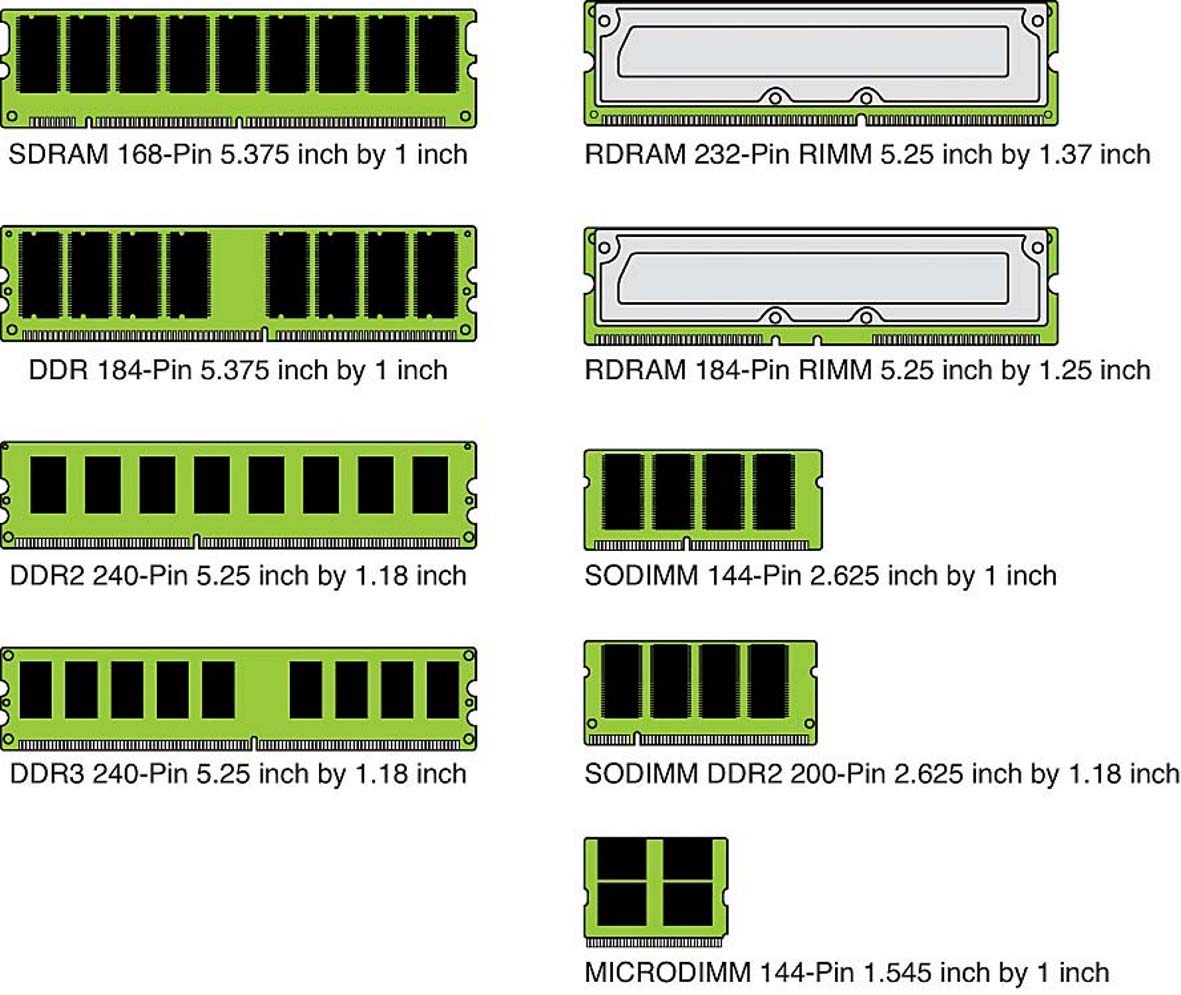 SDRAM 168-Pin 5.375 inch by 1 inch
RDRAM 232-Pin RIMM 5.25 inch by 1.37 inch
DDR 184-Pin 5.375 inch by 1 inch
RDRAM 184-Pin RIMM 5.25 inch by 1.25 inch
DDR2 240-Pin 5.25 inch by 1.18 inch
SODIMM 144-Pin 2.625 inch by 1 inch
DDR3 240-Pin 5.25 inch by 1.18 inch
SODIMM DDR2 200-Pin 2.625 inch by 1.18 inch
MICRODIMM 144-Pin 1.545 inch by 1 inch